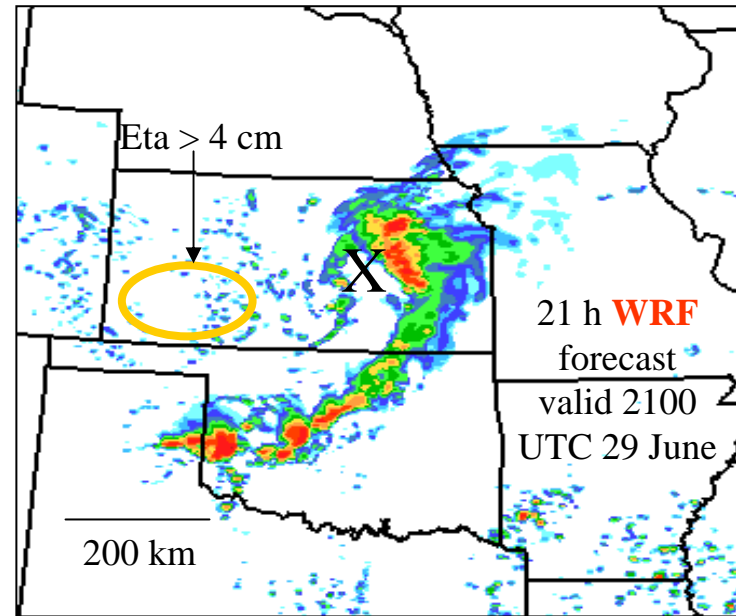 Eta > 4 cm
X
21 h WRF
forecast
valid 2100
UTC 29 June
200 km